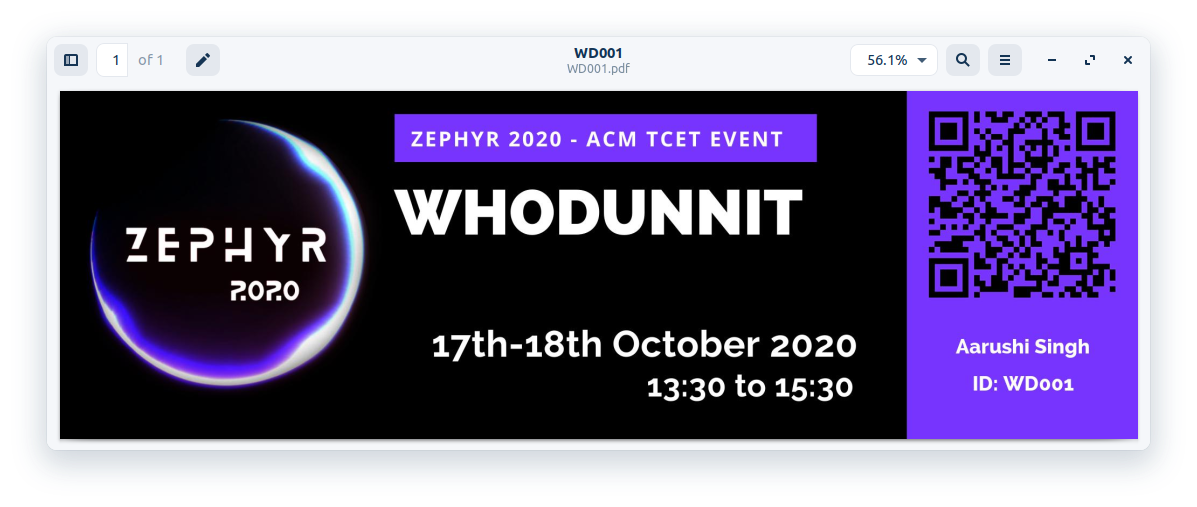 1 of 1
WD001
WD001.pdf
56.1%
ZEPHYR 2020 - ACM TCET EVENT
WHODUNNIT
ZEPHYR
2020
17th-18th October 2020
13:30 to 15:30
Aarushi Singh
ID: WD001